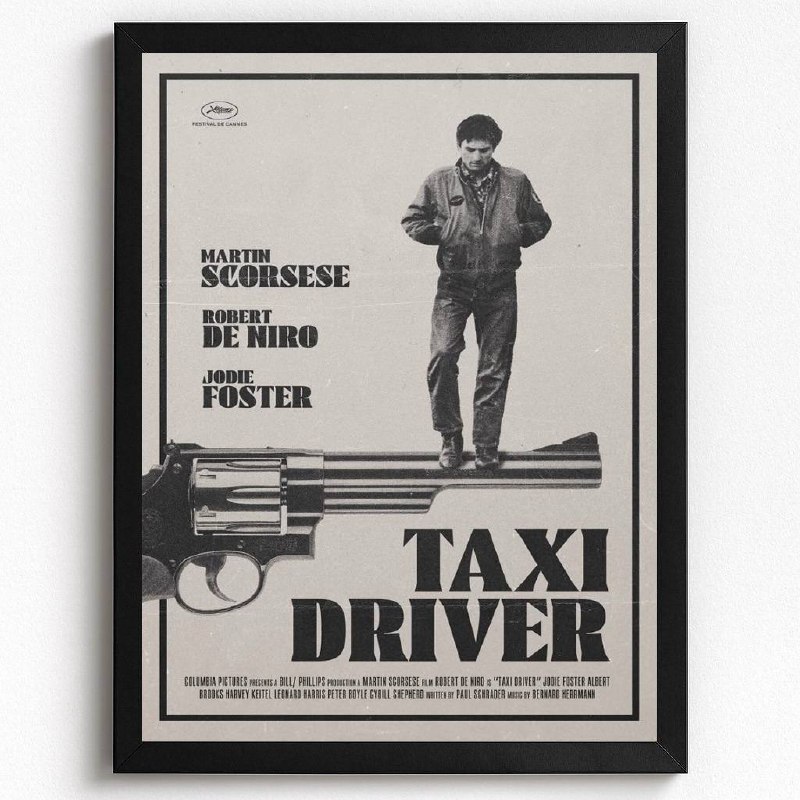 FESTIVAL DE CANNES
MARTIN
SCORSESE
ROBERT
DE NIRO
JODIE
FOSTER
TAXI
DRIVER
COLUMBIA PICTURES PRESENTS A BILL/ PHILLIPS PRODUCTION A MARTIN SCORSESE FILM ROBERT DE NIRO IS "TAXI DRIVER" JODIE FOSTER ALBERT
BROOKS HARVEY KEITEL LEONARD HARRIS PETER BOYLE CYBILL SHEPHERD WRITTEN BY PAUL SCHRADER MUSIC BY BERNARD HERRMANN